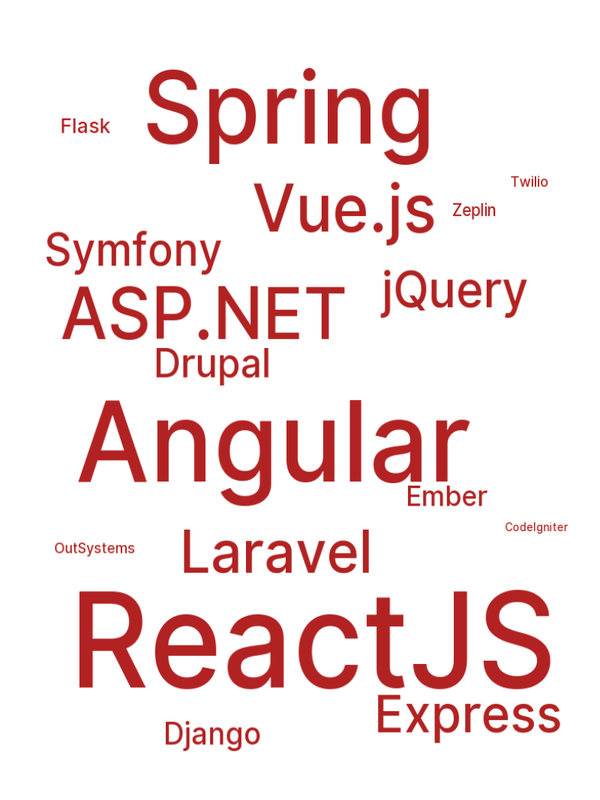 Spring
Flask
Twilio
Vue.js
Zeplin
Symfony
jQuery
ASP.NET
Drupal
Angular
Ember
CodeIgniter
OutSystems
Laravel
ReactJS
Express
Django